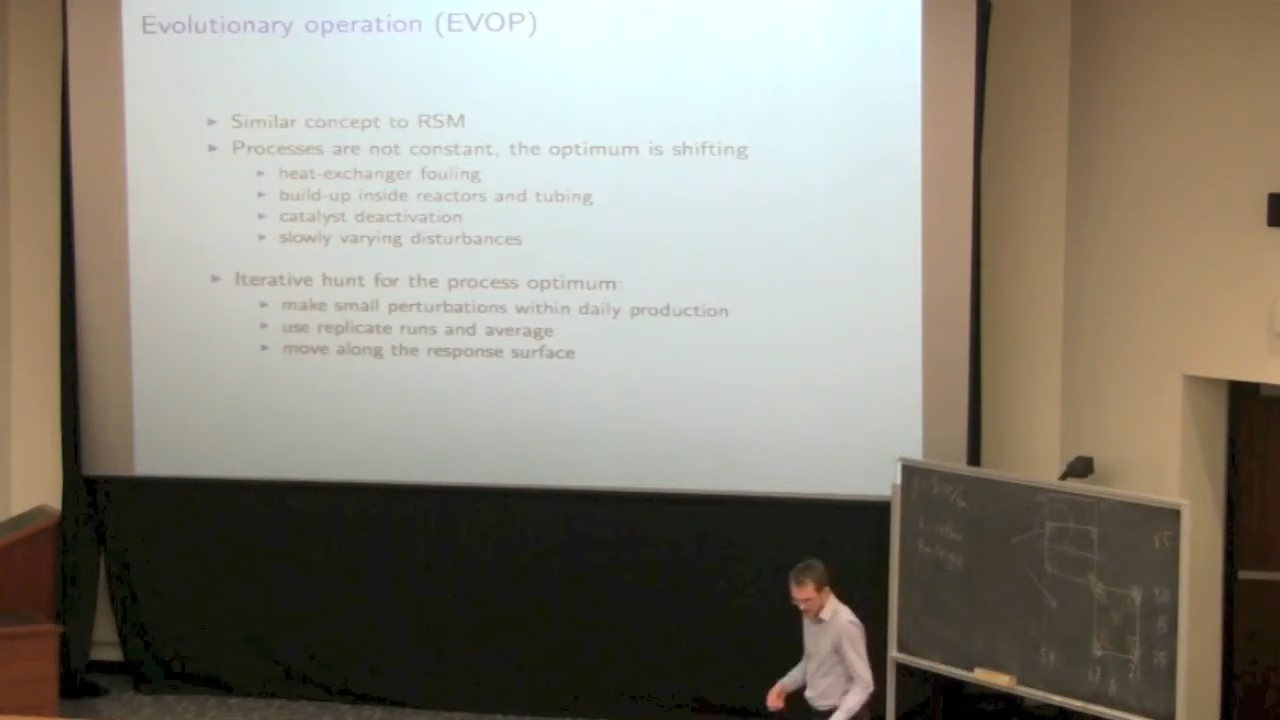 Evolutionary operation (EVOP)
Similar concept to RSM
Processes are not constant, the optimum is shifting
heat-exchanger fouling
build-up inside reactors and tubing
catalyst deactivation
slowly varying disturbances
Iterative hunt for the process optimum:
make small perturbations within daily production
use replicate runs and average
move along the response surface